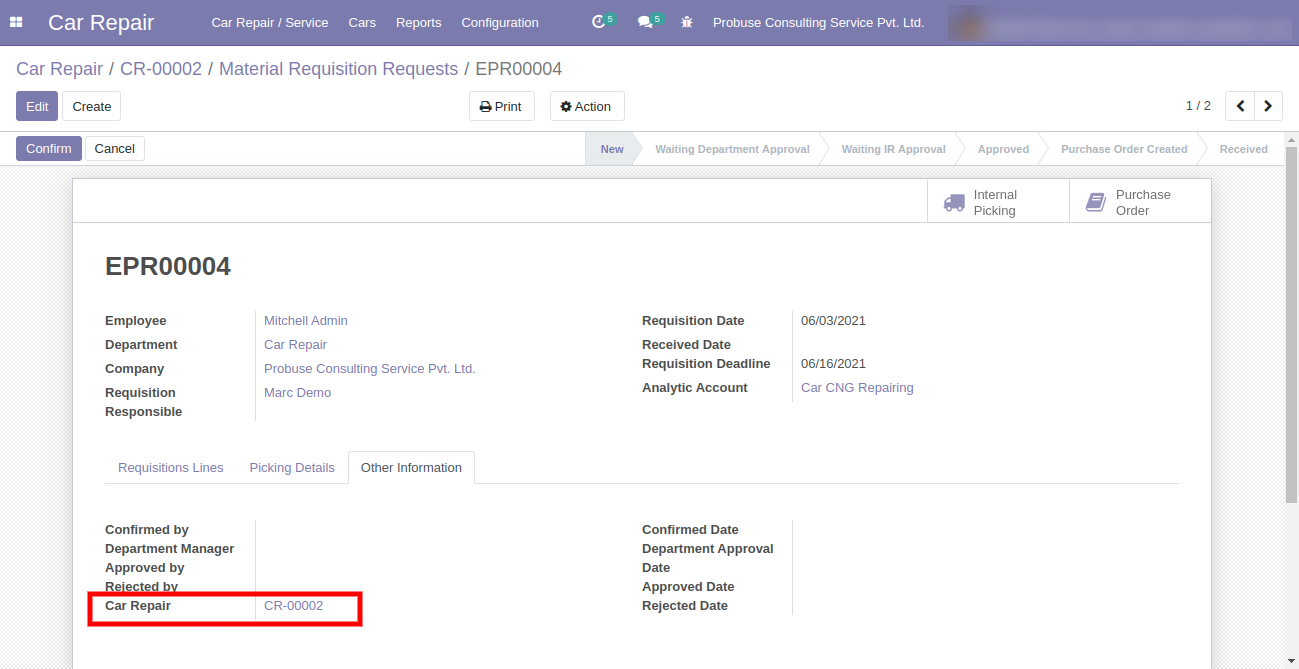 Car Repair
Car Repair / Service Cars Reports Configuration 5 5 Probuse Consulting Service Pvt. Ltd.
Car Repair / CR-00002 / Material Requisition Requests / EPR00004
Edit Create Print Action 1 / 2
Confirm Cancel New Waiting Department Approval Waiting IR Approval Approved Purchase Order Created Received
Internal
Picking
Purchase
Order
EPR00004
Employee Mitchell Admin
Department Car Repair
Company Probuse Consulting Service Pvt. Ltd.
Requisition
Responsible
Marc Demo
Requisition Date 06/03/2021
Received Date
Requisition Deadline 06/16/2021
Analytic Account Car CNG Repairing
Requisitions Lines Picking Details Other Information
Confirmed by
Department Manager
Approved by
Rejected by
Car Repair CR-00002
Confirmed Date
Department Approval
Date
Approved Date
Rejected Date